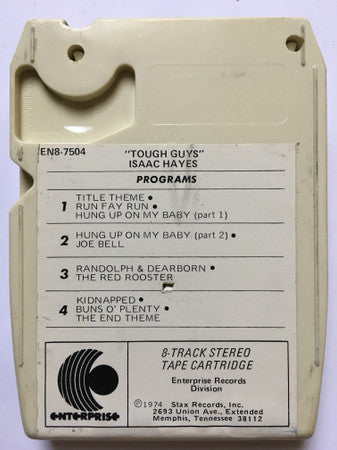 EN8-7504
"TOUGH GUYS"
ISAAC HAYES
PROGRAMS
1 TITLE THEME •
RUN FAY RUN •
HUNG UP ON MY BABY (part 1)
2 HUNG UP ON MY BABY (part 2) •
JOE BELL
3 RANDOLPH & DEARBORN •
THE RED ROOSTER
4 KIDNAPPED •
BUNS O' PLENTY •
THE END THEME
ENTERPRISE
8-TRACK STEREO
TAPE CARTRIDGE
Enterprise Records
Division
©1974 Stax Records, Inc.
2693 Union Ave., Extended
Memphis, Tennessee 38112